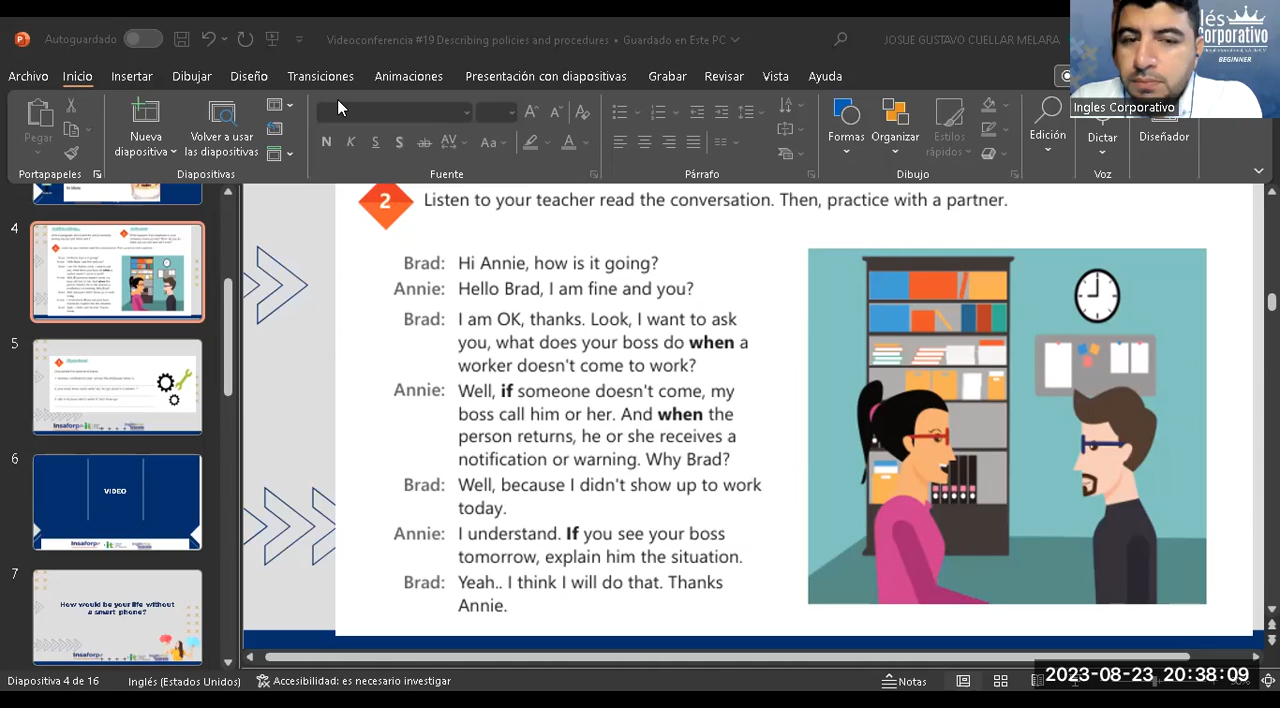 Autoguardado
Videoconferencia #19 Describing policies and procedures • Guardado en Este PC
JOSUE GUSTAVO CUELLAR MELARA
lés
Corporativo
BEGINNER
Ingles Corporativo
Archivo Inicio Insertar Dibujar Diseño Transiciones Animaciones Presentación con diapositivas Grabar Revisar Vista Ayuda
Pegar
Nueva diapositiva
Volver a usar las diapositivas
N K S S ab AV Aa A
Formas
Organizar
Estilos rápidos
Edición
Dictar
Diseñador
Portapapeles
Diapositivas
Fuente
Párrafo
Dibujo
Voz
4
5
6
VIDEO
7
How would be your life without
a smart phone?
Insaforp
2 Listen to your teacher read the conversation. Then, practice with a partner.
Brad: Hi Annie, how is it going?
Annie: Hello Brad, I am fine and you?
Brad: I am OK, thanks. Look, I want to ask
you, what does your boss do when a
worker doesn't come to work?
Annie: Well, if someone doesn't come, my
boss call him or her. And when the
person returns, he or she receives a
notification or warning. Why Brad?
Brad: Well, because I didn't show up to work
today.
Annie: I understand. If you see your boss
tomorrow, explain him the situation.
Brad: Yeah.. I think I will do that. Thanks
Annie.
Diapositiva 4 de 16
Inglés (Estados Unidos)
Accesibilidad: es necesario investigar
Notas
2023-08-23 20:38:09